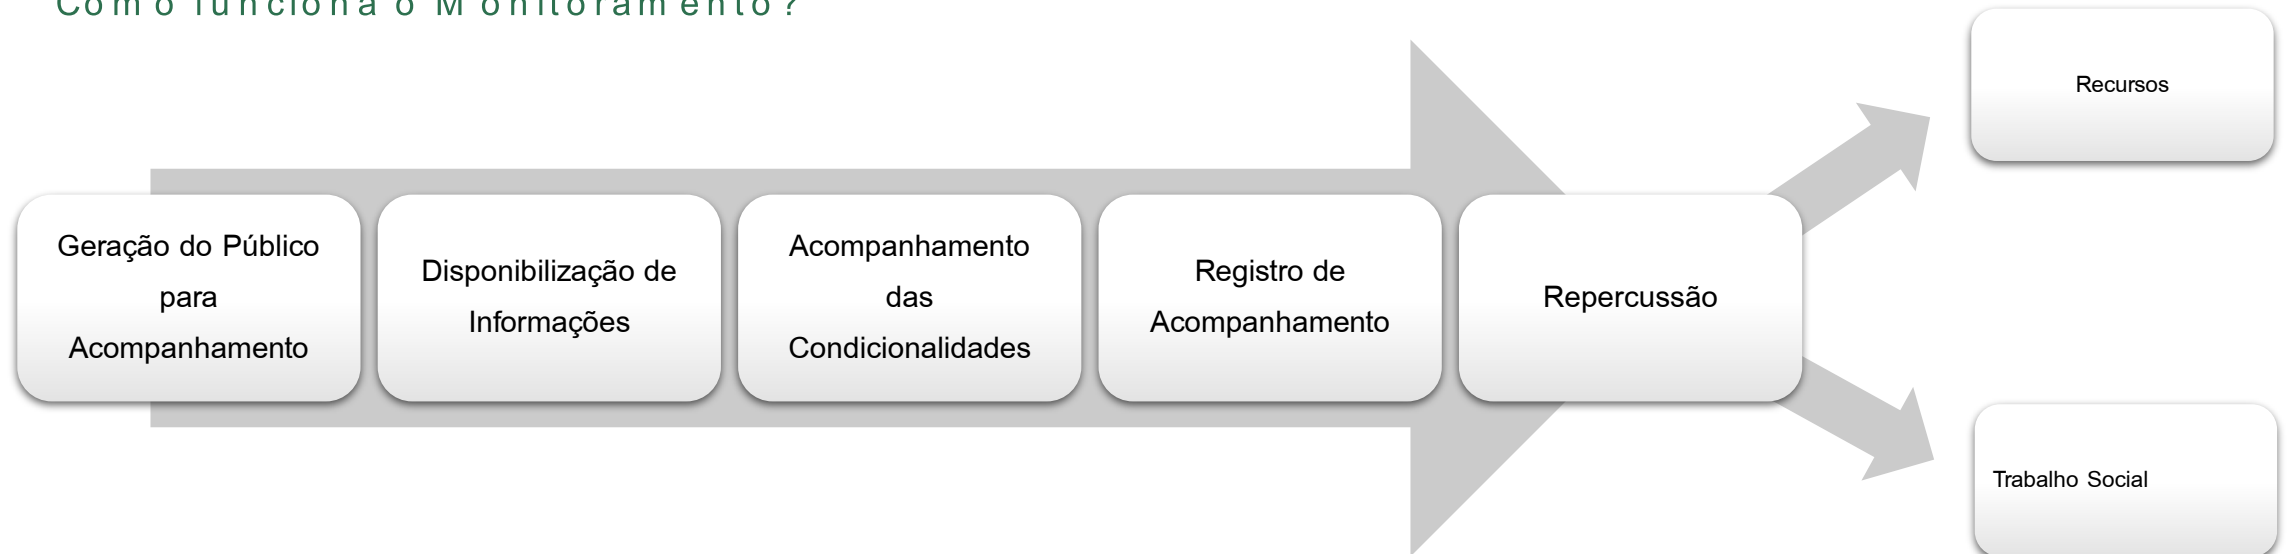 Como funciona o Monitoramento?
Recursos
Geração do Público
para
Acompanhamento
Disponibilização de
Informações
Acompanhamento
das
Condicionalidades
Registro de
Acompanhamento
Repercussão
Trabalho Social